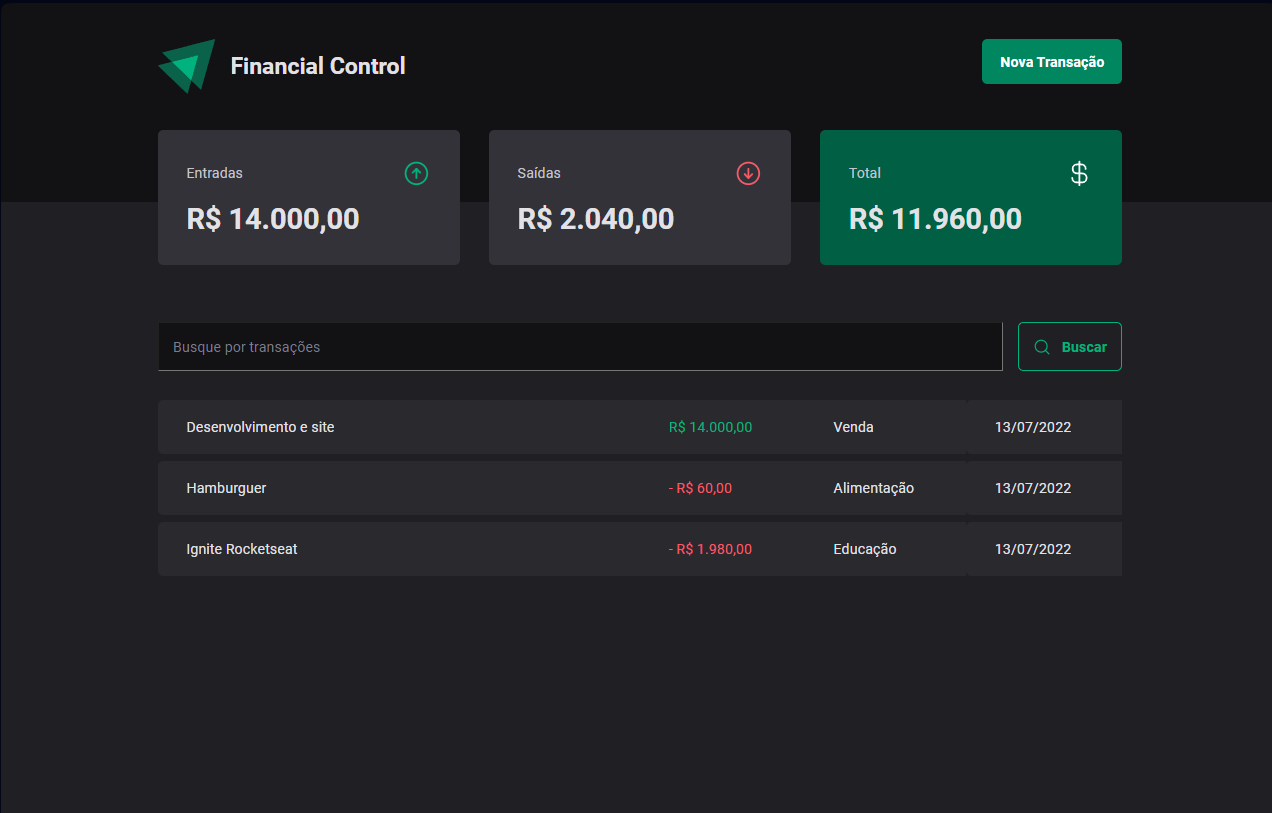 Financial Control
Nova Transação
Entradas
R$ 14.000,00
Saídas
R$ 2.040,00
Total
$
R$ 11.960,00
Busque por transações
Buscar
Desenvolvimento e site R$ 14.000,00 Venda 13/07/2022
Hamburguer - R$ 60,00 Alimentação 13/07/2022
Ignite Rocketseat - R$ 1.980,00 Educação 13/07/2022